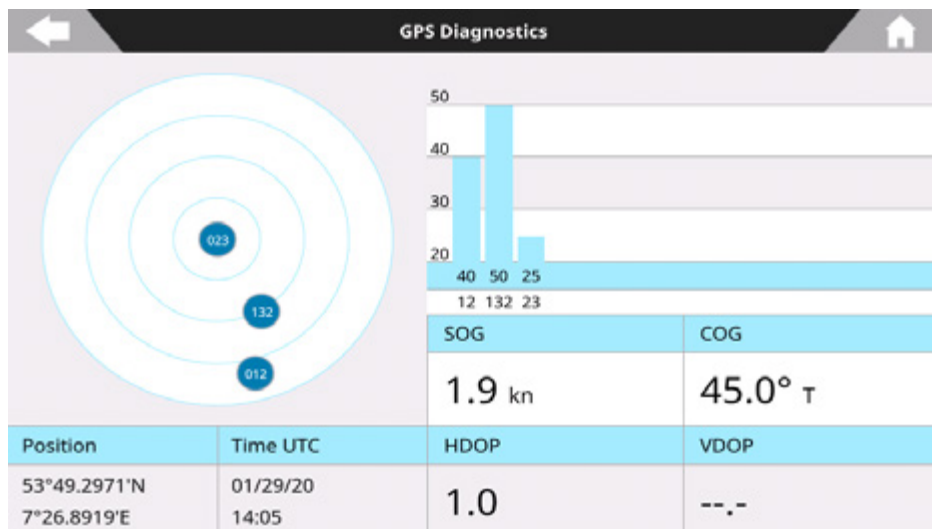 GPS Diagnostics
023
132
012
50
40
30
20
40 50 25
12 132 23
SOG COG
1.9 kn 45.0° T
Position Time UTC HDOP VDOP
53°49.2971'N 01/29/20
7°26.8919'E 14:05
1.0 --.-